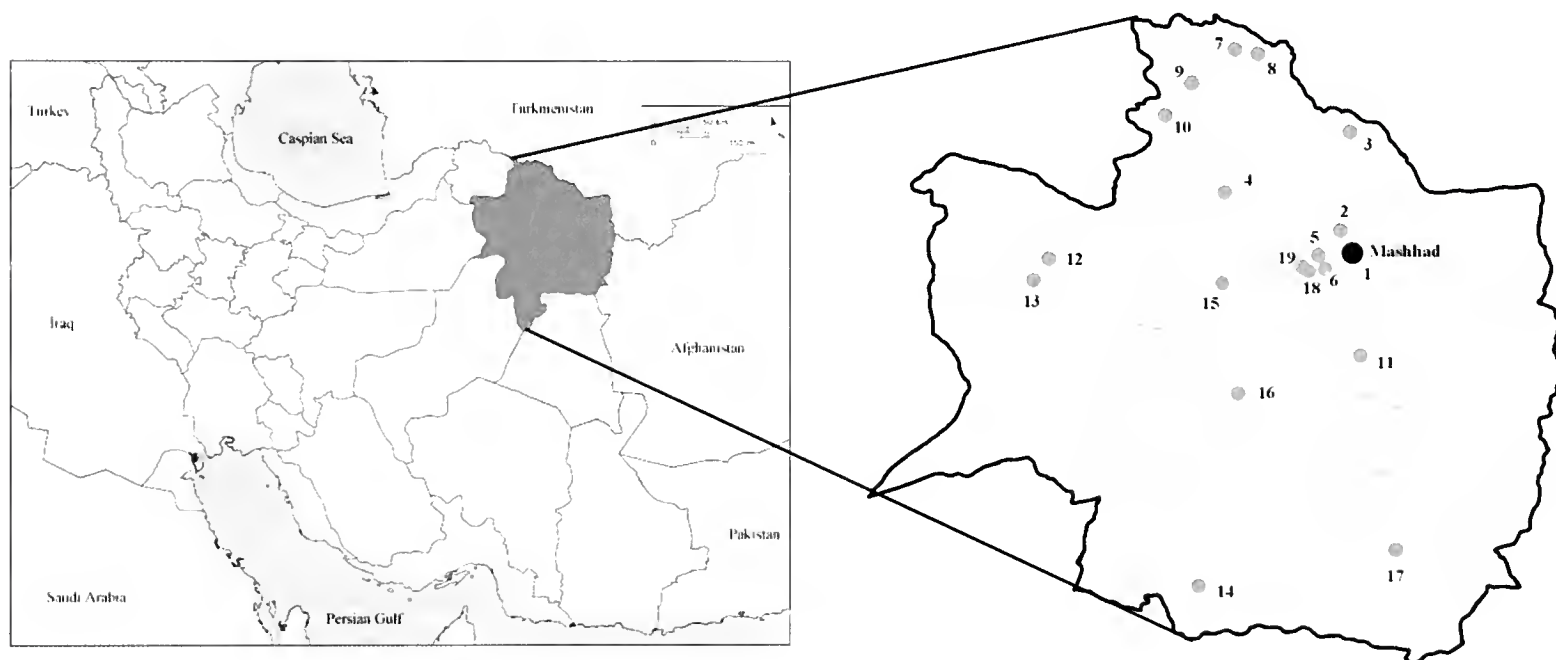 Turkey
Caspian Sea
Turkmenistan
0
Iraq
Afghanistan
Pakistan
Saudi Arabia
Persian Gulf
7
8
9
10
3
4
2
5
Mashhad
19
12
6
1
18
13
15
11
16
17
14